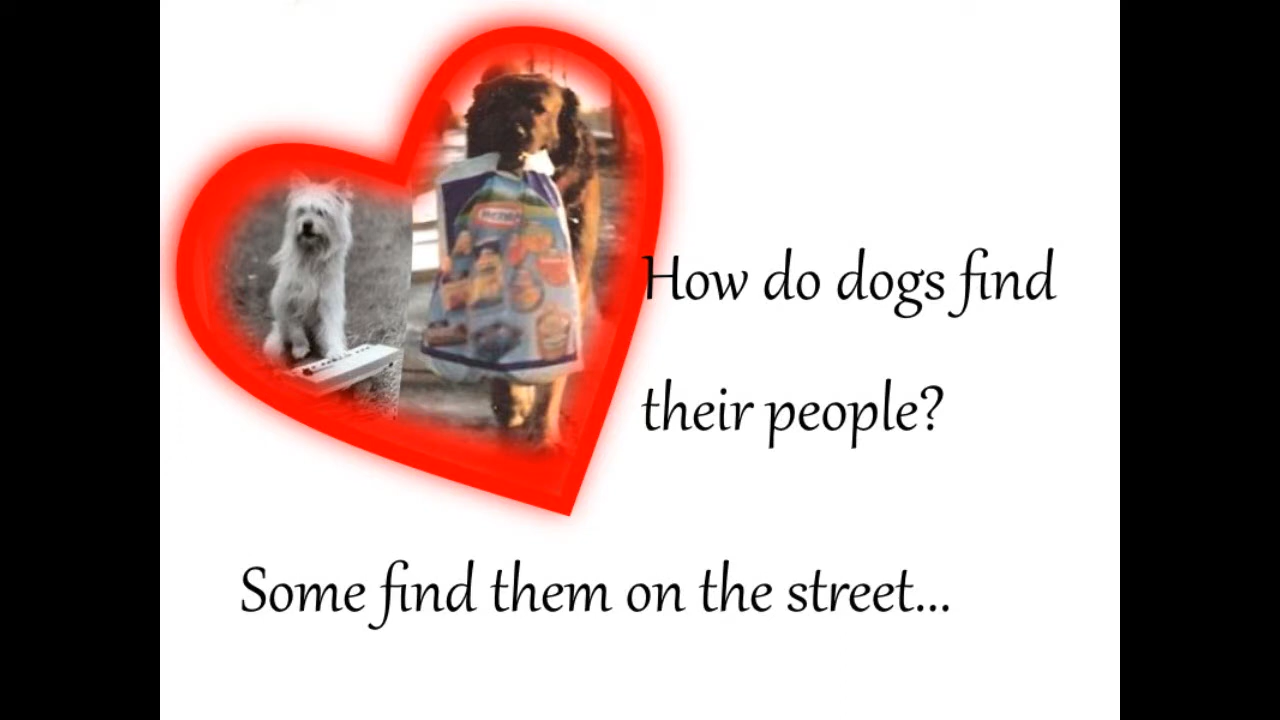 How do dogs find
their people?
Some find them on the street...